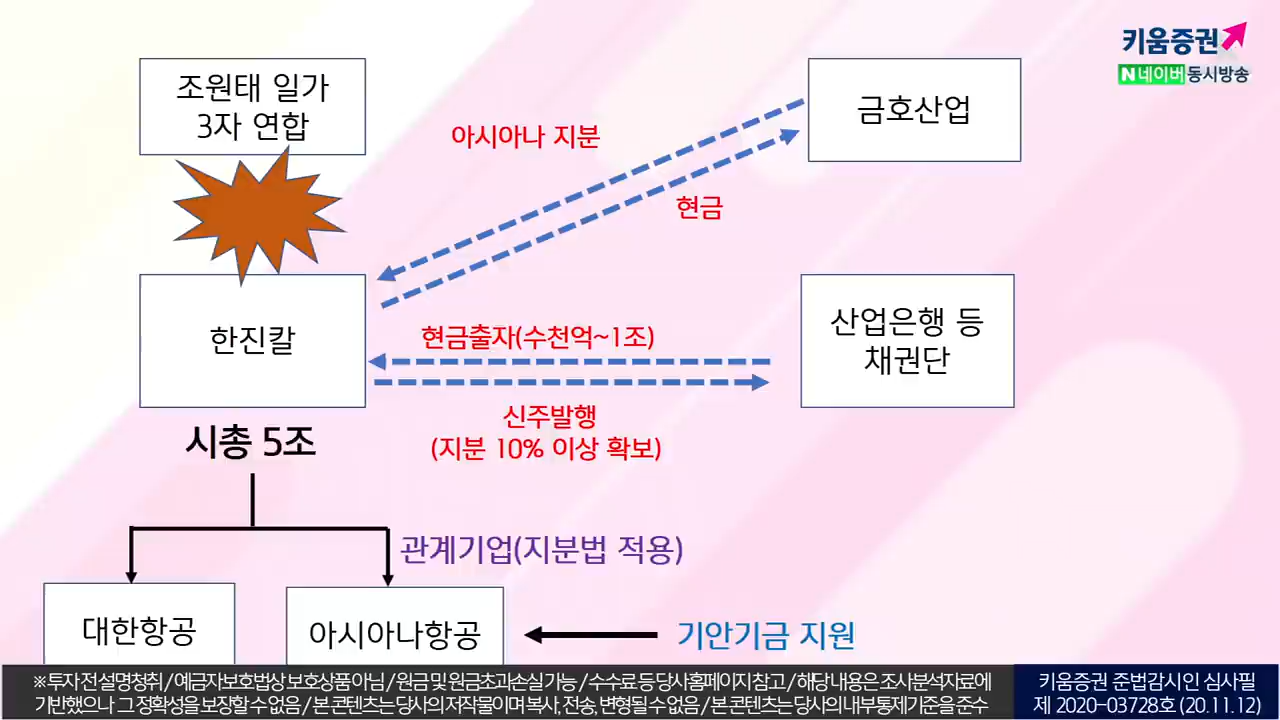 키움증권
N 네이버 동시방송
조원태 일가
3자 연합
금호산업
아시아나 지분
현금
한진칼
현금출자(수천억~1조)
산업은행 등
채권단
신주발행
(지분 10% 이상 확보)
시총 5조
관계기업(지분법 적용)
대한항공
아시아나항공
기안기금 지원
※ 투자 전 설명청취 / 예금자보호법상 보호상품 아님 / 원금 및 원금초과손실 가능 / 수수료 등 당사홈페이지 참고 / 해당 내용은 조사분석자료에
기반했으나 그 정확성을 보장할 수 없음 / 본 콘텐츠는 당사의 저작물이며 복사, 전송, 변형될 수 없음 / 본 콘텐츠는 당사의 내부통제기준을 준수
키움증권 준법감시인 심사필
제 2020-03728호 (20.11.12)